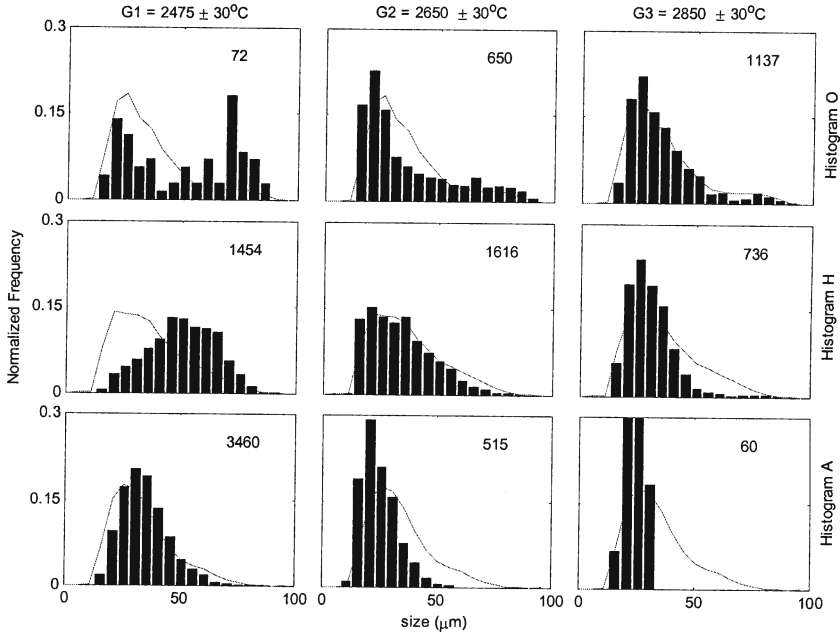 G1 = 2475 ± 30°C G2 = 2650 ± 30°C G3 = 2850 ± 30°C
0.3
72 650 1137
0.15
0
Histogram O
0.3
1454 1616 736
0.15
0
Histogram H
Normalized Frequency
0.3
3460 515 60
0.15
0
Histogram A
0 50 100 0 50 100 0 50 100
size (μm)